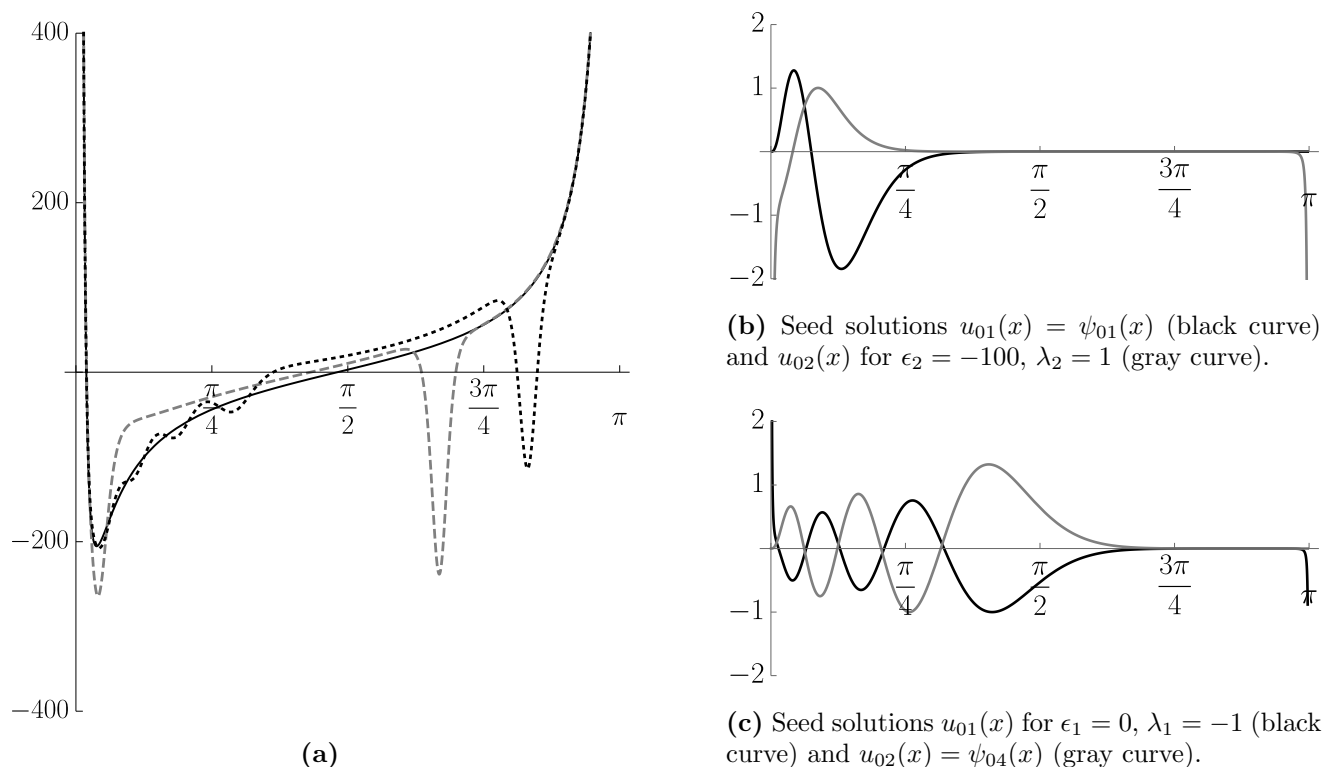 400
200
−200
−400
π/4
π/2
3π/4
π
(a)
2
1
−1
−2
π/4
π/2
3π/4
π
(b) Seed solutions u₀₁(x) = ψ₀₁(x) (black curve)
and u₀₂(x) for ϵ₂ = −100, λ₂ = 1 (gray curve).
2
1
−1
−2
π/4
π/2
3π/4
π
(c) Seed solutions u₀₁(x) for ϵ₁ = 0, λ₁ = −1 (black
curve) and u₀₂(x) = ψ₀₄(x) (gray curve).